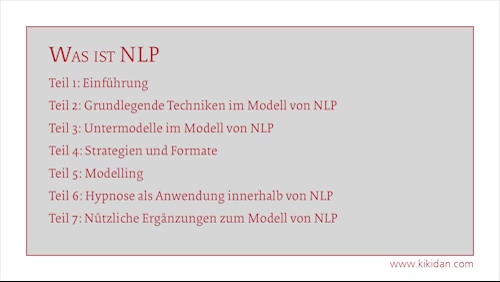 Was ist NLP
Teil 1: Einführung
Teil 2: Grundlegende Techniken im Modell von NLP
Teil 3: Untermodelle im Modell von NLP
Teil 4: Strategien und Formate
Teil 5: Modelling
Teil 6: Hypnose als Anwendung innerhalb von NLP
Teil 7: Nützliche Ergänzungen zum Modell von NLP
www.kikidan.com